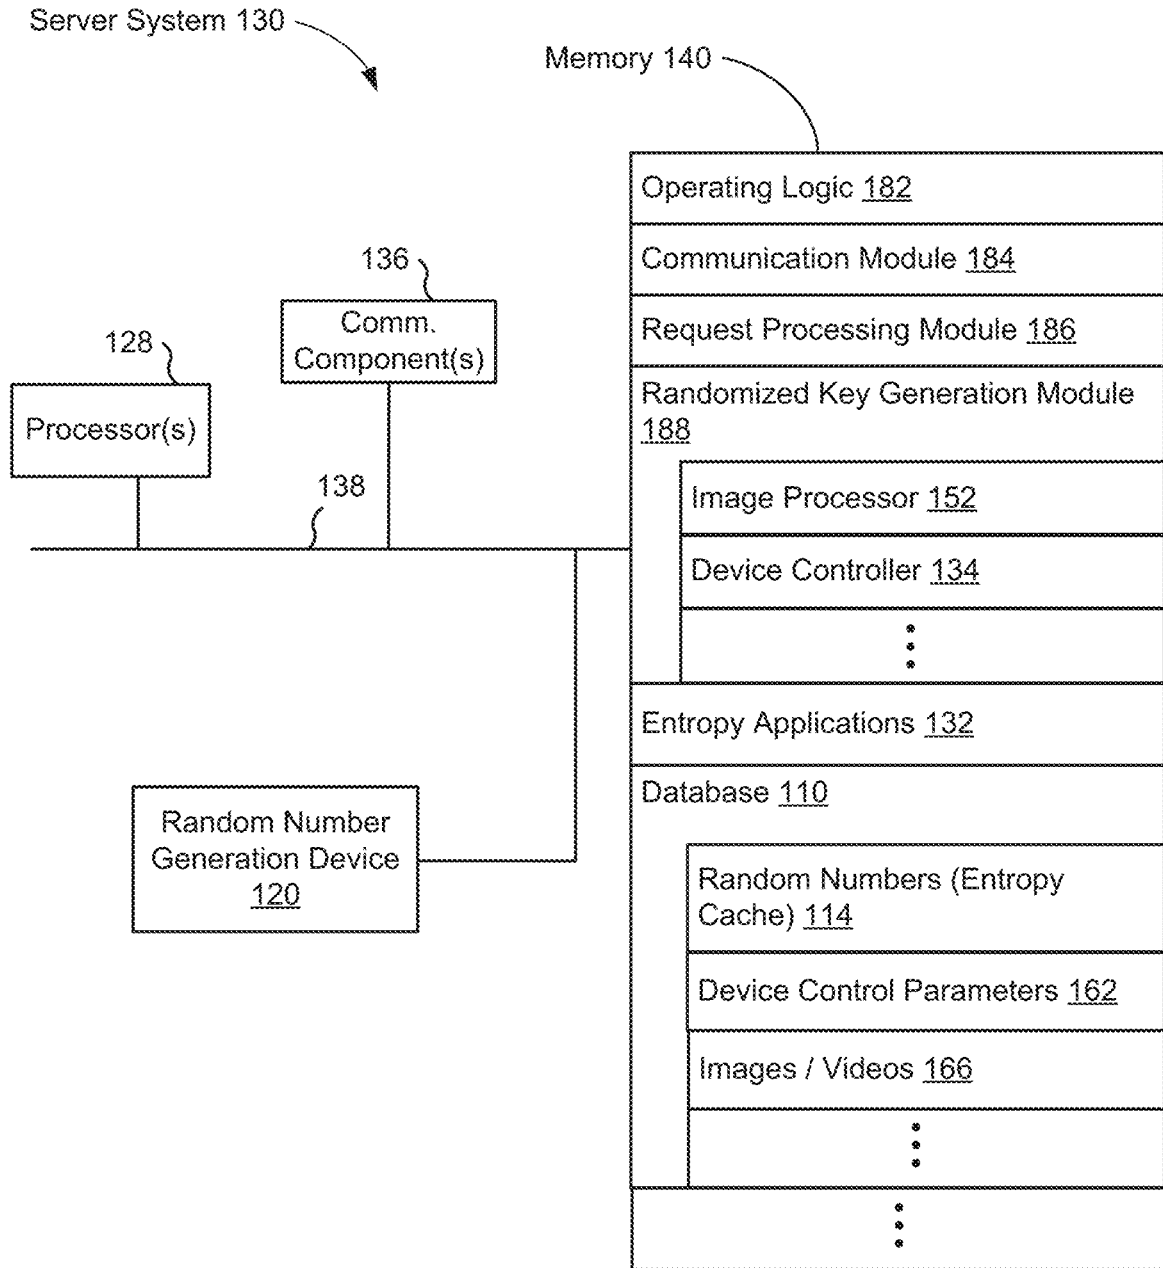 Server System 130
Memory 140
Operating Logic 182
Communication Module 184
136
Comm.
Component(s)
Request Processing Module 186
128
Processor(s)
Randomized Key Generation Module
188
138
Image Processor 152
Device Controller 134
Entropy Applications 132
Random Number
Generation Device
120
Database 110
Random Numbers (Entropy
Cache) 114
Device Control Parameters 162
Images / Videos 166